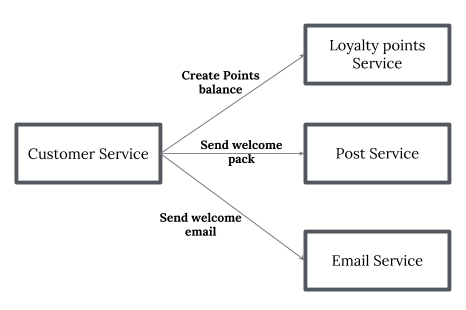 Loyalty points
Service
Create Points
balance
Customer Service
Send welcome
pack
Post Service
Send welcome
email
Email Service